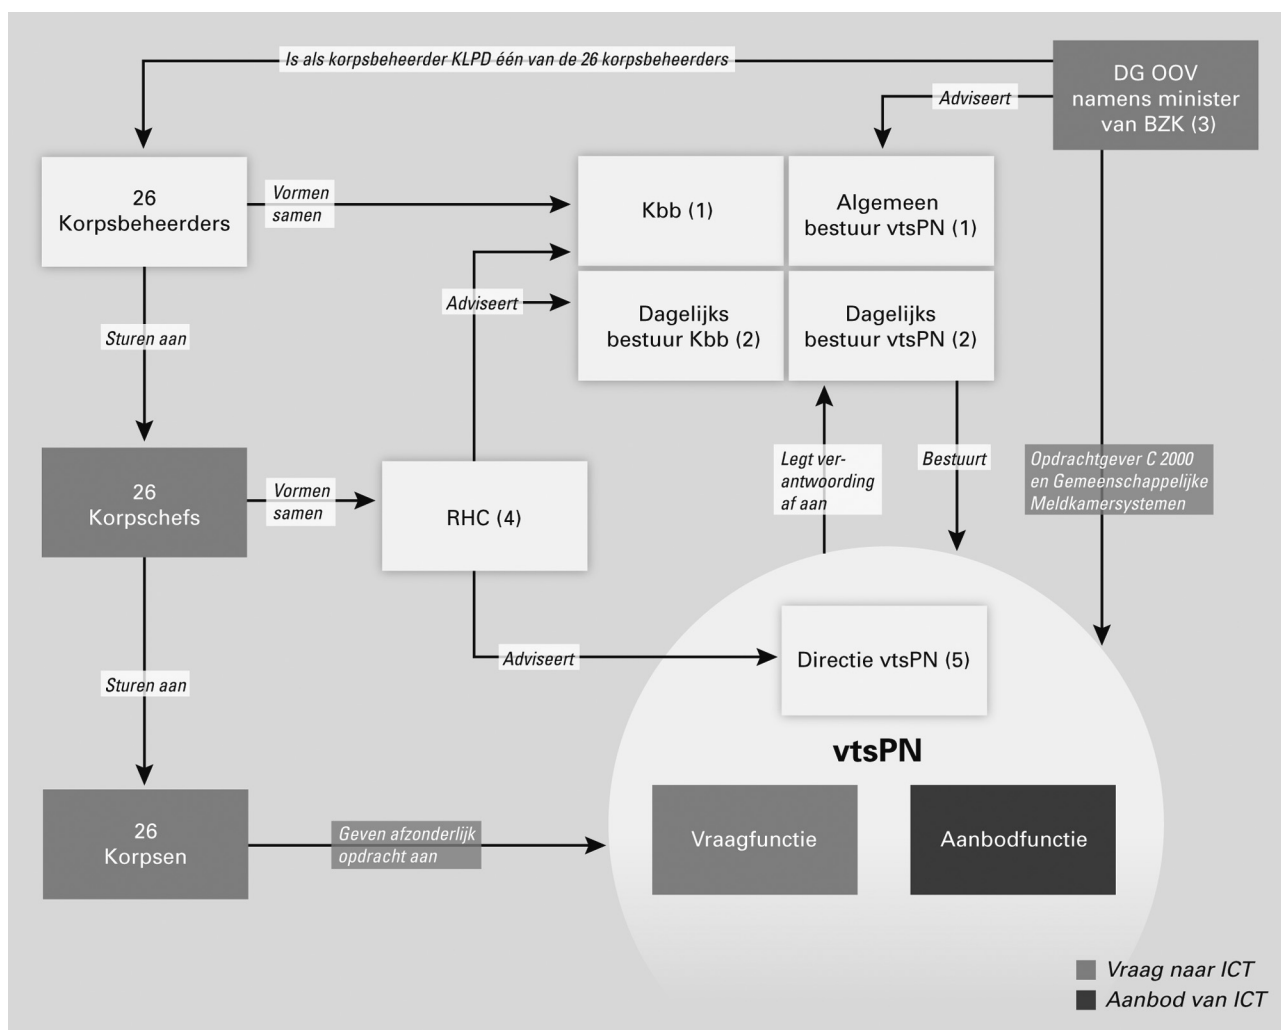 Is als korpsbeheerder KLPD één van de 26 korpsbeheerders
DG OOV
namens minister
van BZK (3)
Adviseert
26
Korpsbeheerders
Vormen
samen
Kbb (1)
Algemeen
bestuur vtsPN (1)
Adviseert
Dagelijks
bestuur Kbb (2)
Dagelijks
bestuur vtsPN (2)
Sturen aan
26
Korpschefs
Vormen
samen
RHC (4)
Legt ver-
antwoording
af aan
Bestuurt
Opdrachtgever C 2000
en Gemeenschappelijke
Meldkamersystemen
Adviseert
Directie vtsPN (5)
Sturen aan
vtsPN
26
Korpsen
Geven afzonderlijk
opdracht aan
Vraagfunctie
Aanbodfunctie
Vraag naar ICT
Aanbod van ICT